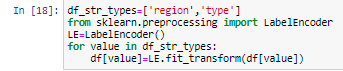 In [18]: df_str_types=['region','type']
from sklearn.preprocessing import LabelEncoder
LE=LabelEncoder()
for value in df_str_types:
    df[value]=LE.fit_transform(df[value])